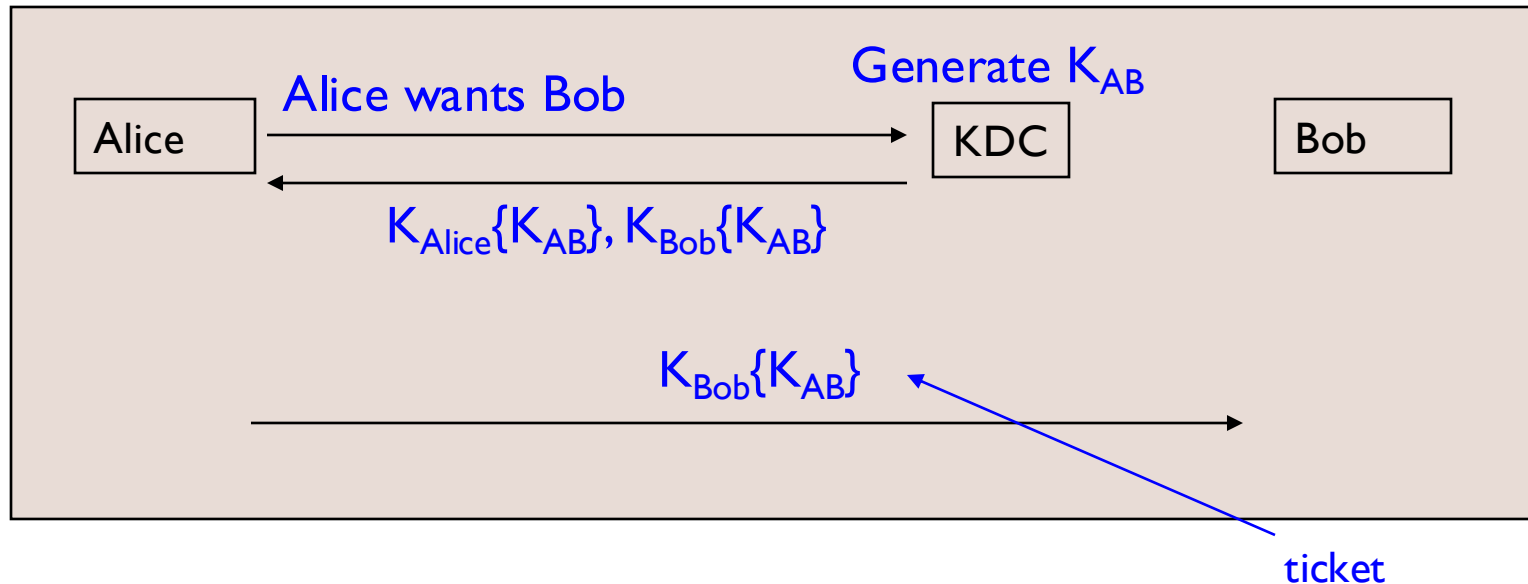 Generate K_AB
Alice wants Bob
Alice
KDC
Bob
K_Alice{K_AB}, K_Bob{K_AB}
K_Bob{K_AB}
ticket